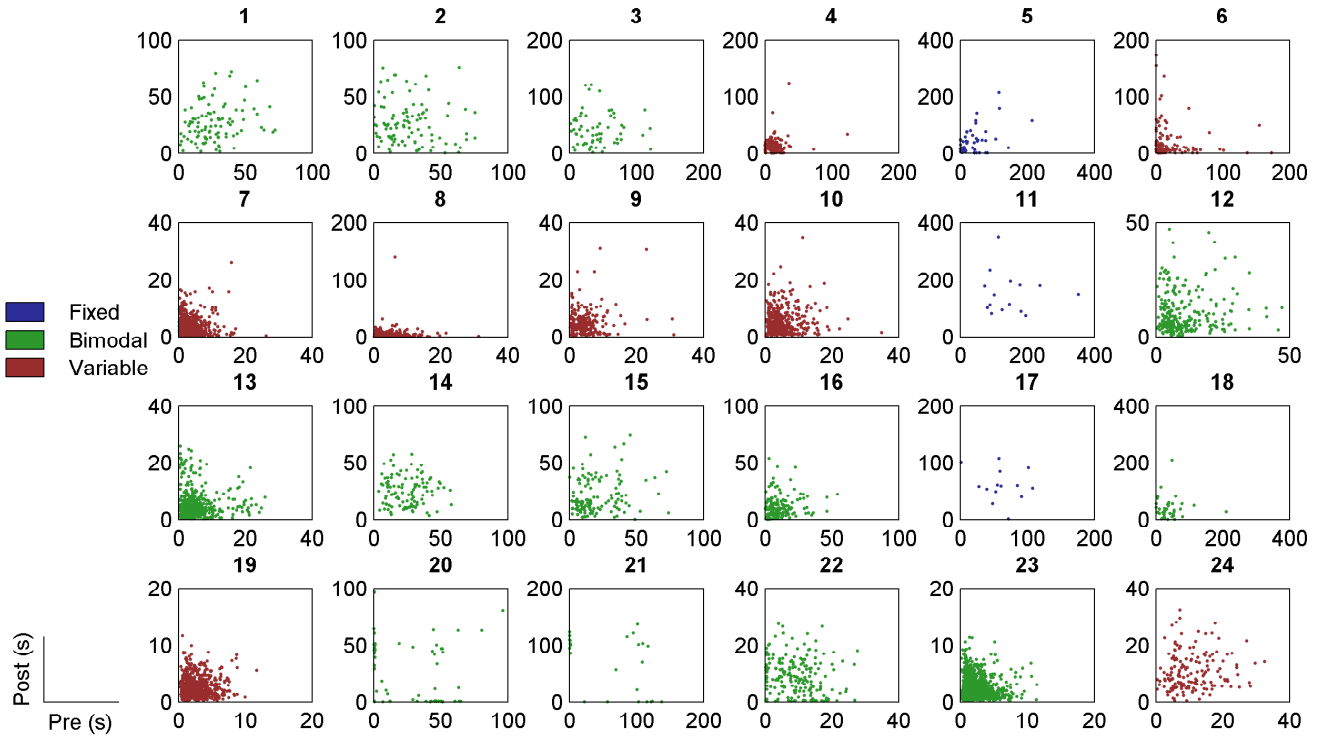 1 2 3 4 5 6
100 100 200 200 400 200
50 50 100 100 200 100
0 0 0 0 0 0
0 50 100 0 50 100 0 100 200 0 100 200 0 200 400 0 100 200
7 8 9 10 11 12
40 200 40 40 400 50
20 100 20 20 200
0 0 0 0 0 0
0 20 40 0 20 40 0 20 40 0 20 40 0 200 400 0 50
Fixed
Bimodal
Variable
13 14 15 16 17 18
40 100 100 100 200 400
20 50 50 50 100 200
0 0 0 0 0 0
0 20 40 0 50 100 0 50 100 0 50 100 0 100 200 0 200 400
19 20 21 22 23 24
20 100 200 40 20 40
10 50 100 20 10 20
0 0 0 0 0 0
0 10 20 0 50 100 0 100 200 0 20 40 0 10 20 0 20 40
Post (s)
Pre (s)